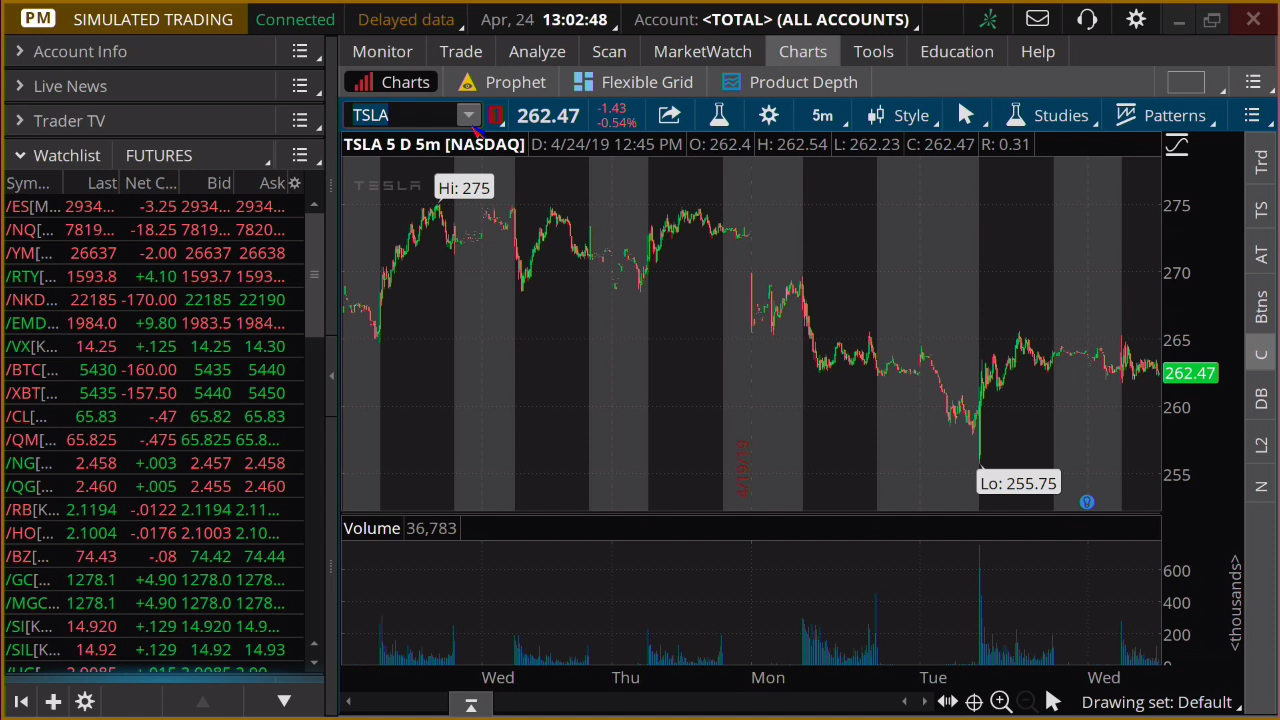 PM SIMULATED TRADING Connected Delayed data Apr, 24 13:02:48 Account: <TOTAL> (ALL ACCOUNTS)
Account Info
Live News
Trader TV
Watchlist FUTURES
Sym... Last Net C... Bid Ask
/ES[M... 2934... -3.25 2934... 2934...
/NQ[... 7819... -18.25 7819... 7820...
/YM[... 26637 -2.00 26637 26638
/RTY[... 1593.8 +4.10 1593.7 1593...
/NKD... 22185 -170.00 22185 22190
/EMD... 1984.0 +9.80 1983.5 1984...
/VX[K... 14.25 +.125 14.25 14.30
/BTC[... 5430 -160.00 5435 5440
/XBT[... 5435 -157.50 5440 5450
/CL[... 65.83 -.47 65.82 65.83
/QM[... 65.825 -.475 65.825 65.8...
/NG[... 2.458 +.003 2.457 2.458
/QG[... 2.460 +.005 2.455 2.460
/RB[K... 2.1194 -.0122 2.1194 2.11...
/HO[... 2.1004 -.0176 2.1003 2.10...
/BZ[... 74.43 -.08 74.42 74.44
/GC[... 1278.1 +4.90 1278.0 1278...
/MGC... 1278.1 +4.90 1278.0 1278...
/SI[K... 14.920 +.129 14.920 14.9...
/SIL[... 14.92 +.129 14.92 14.93
Monitor Trade Analyze Scan MarketWatch Charts Tools Education Help
Charts Prophet Flexible Grid Product Depth
TSLA 1 262.47 -1.43 -0.54% 5m Style Studies Patterns
TSLA 5 D 5m [NASDAQ] D: 4/24/19 12:45 PM O: 262.4 H: 262.54 L: 262.23 C: 262.47 R: 0.31
TESLA
Hi: 275
275
270
265
262.47
260
255
4/19/19
Lo: 255.75
Volume 36,783
600
400
200
0
<thousands>
Wed Thu Mon Tue Wed
Drawing set: Default
Trd
TS
AT
Btns
C
DB
L2
N